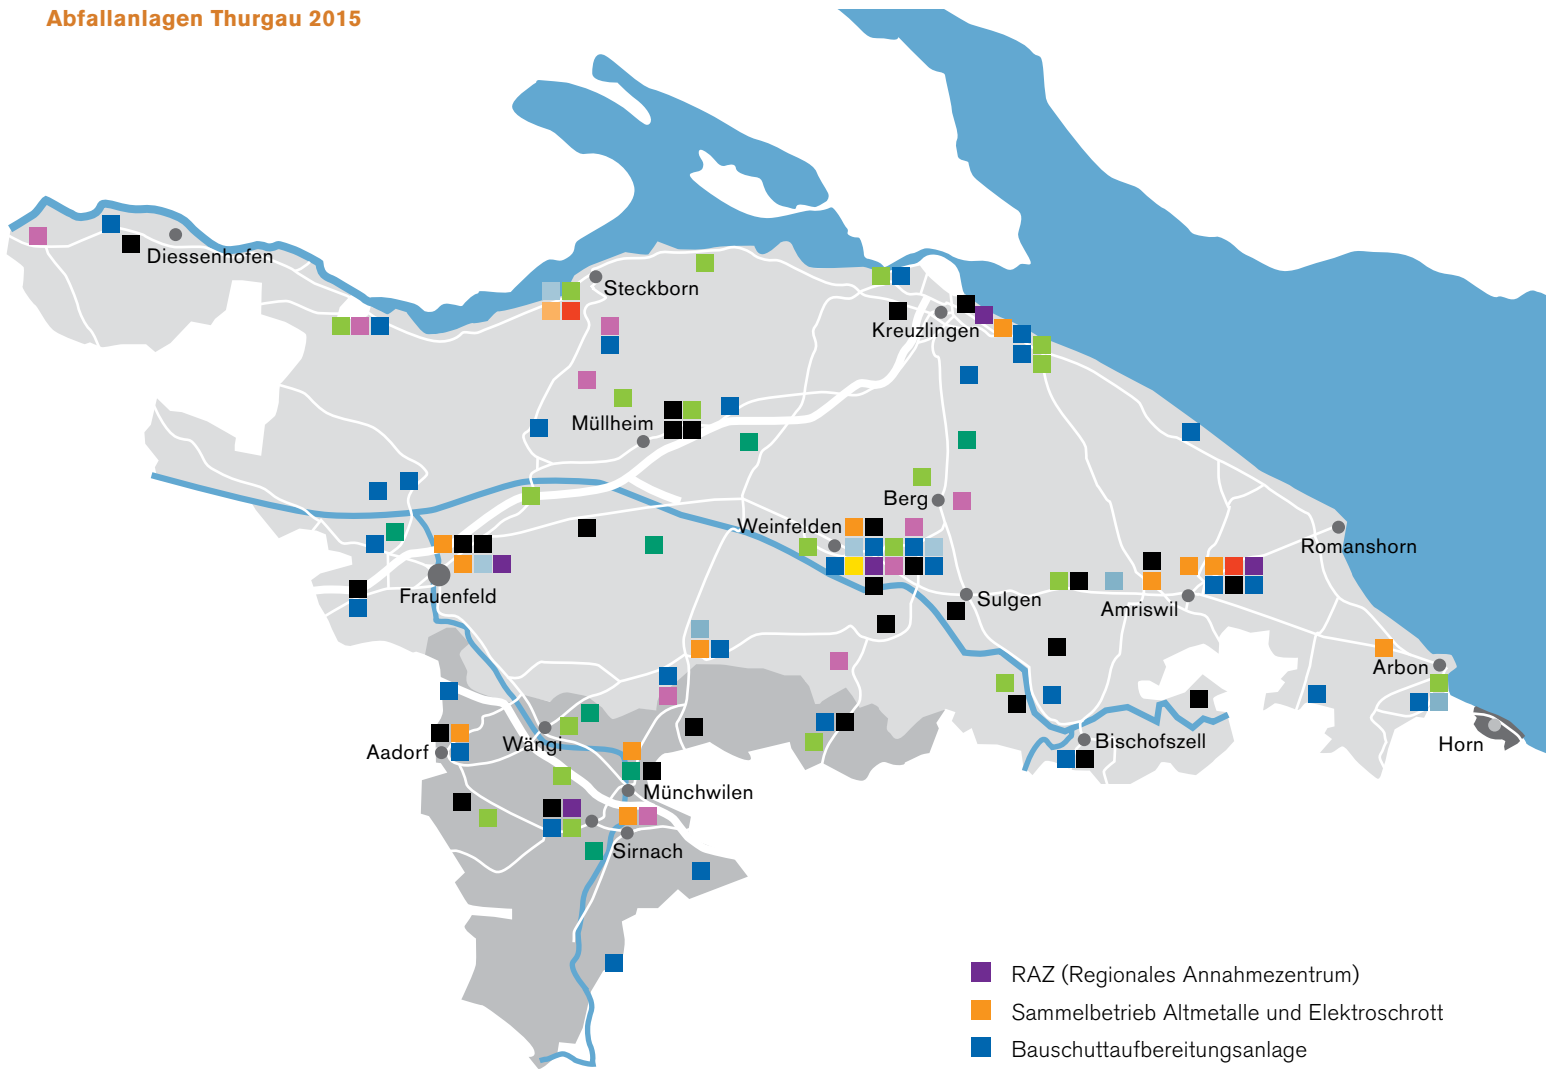 Abfallanlagen Thurgau 2015
Diessenhofen
Steckborn
Kreuzlingen
Müllheim
Berg
Weinfelden
Romanshorn
Frauenfeld
Sulgen
Amriswil
Arbon
Aadorf
Wängi
Bischofszell
Horn
Münchwilen
Sirnach
RAZ (Regionales Annahmezentrum)
Sammelbetrieb Altmetalle und Elektroschrott
Bauschuttaufbereitungsanlage